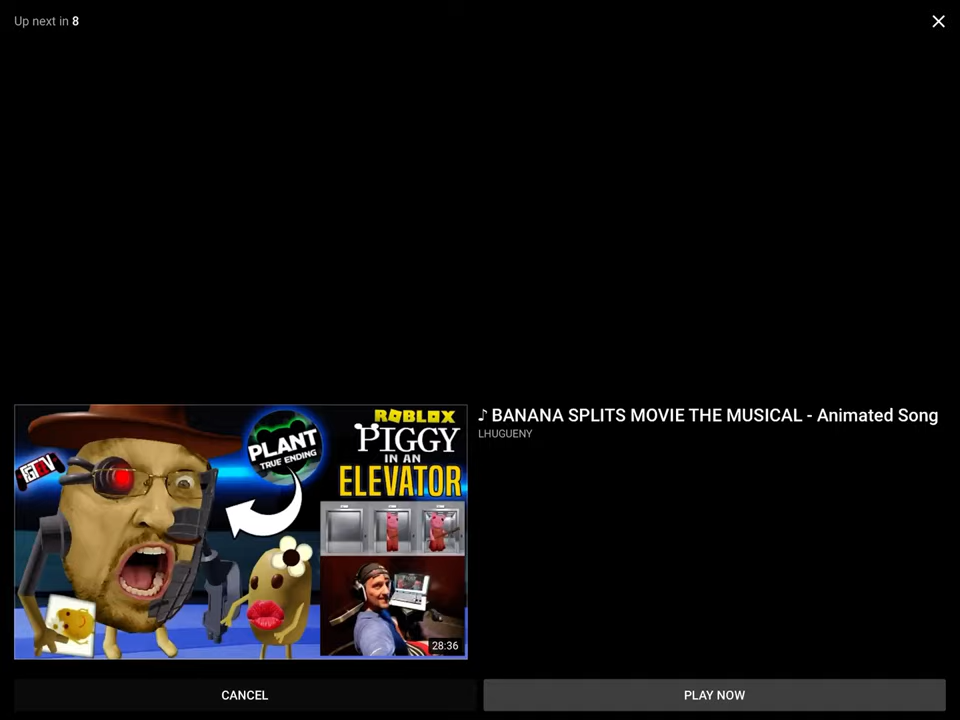 Up next in 8
FGTV
PLANT
TRUE ENDING
ROBLOX
PIGGY
IN AN
ELEVATOR
28:36
♪ BANANA SPLITS MOVIE THE MUSICAL - Animated Song
LHUGUENY
CANCEL
PLAY NOW